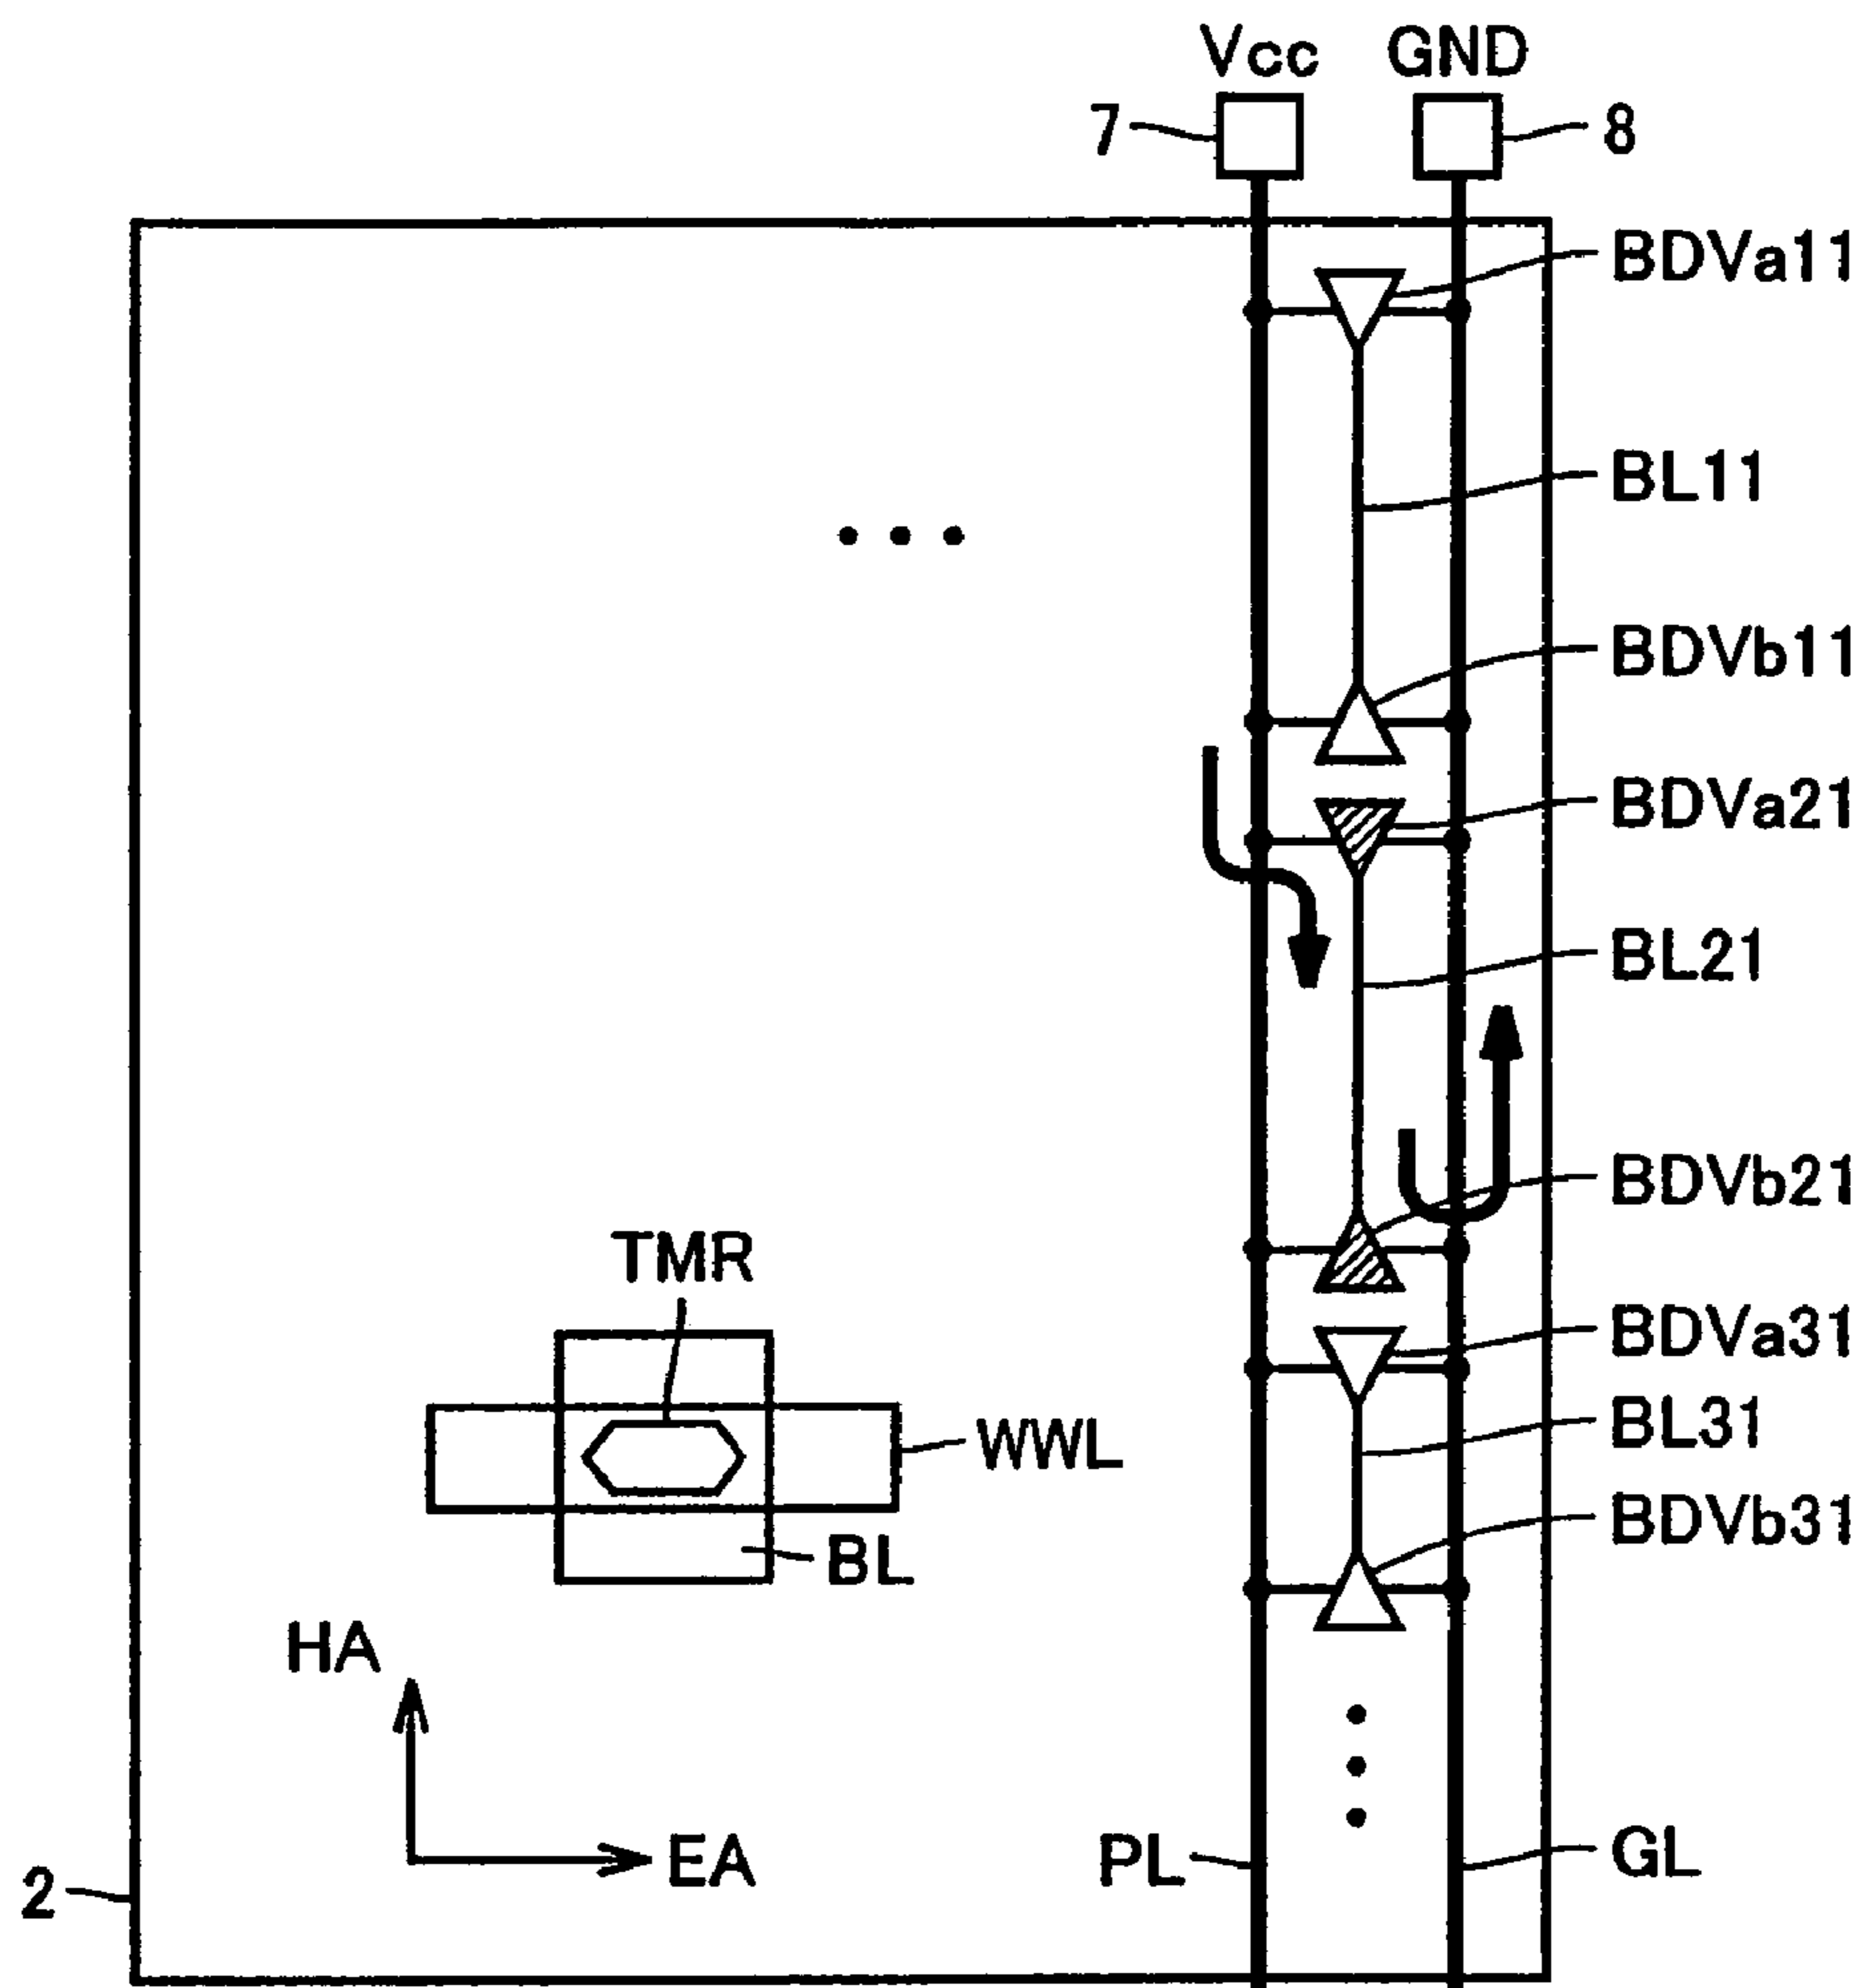 Vcc GND
7 8
BDVa11
BL11
BDVb11
BDVa21
BL21
BDVb21
TMR
BDVa31
BL31
WWL
BDVb31
BL
HA
GL
PL
EA
2